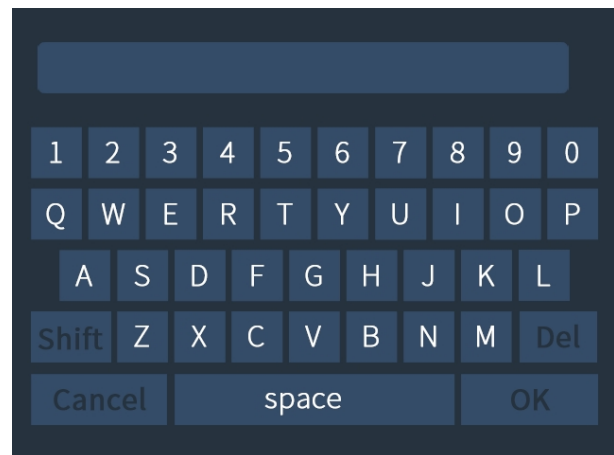 1 2 3 4 5 6 7 8 9 0
Q W E R T Y U I O P
A S D F G H J K L
Shift Z X C V B N M Del
Cancel space OK